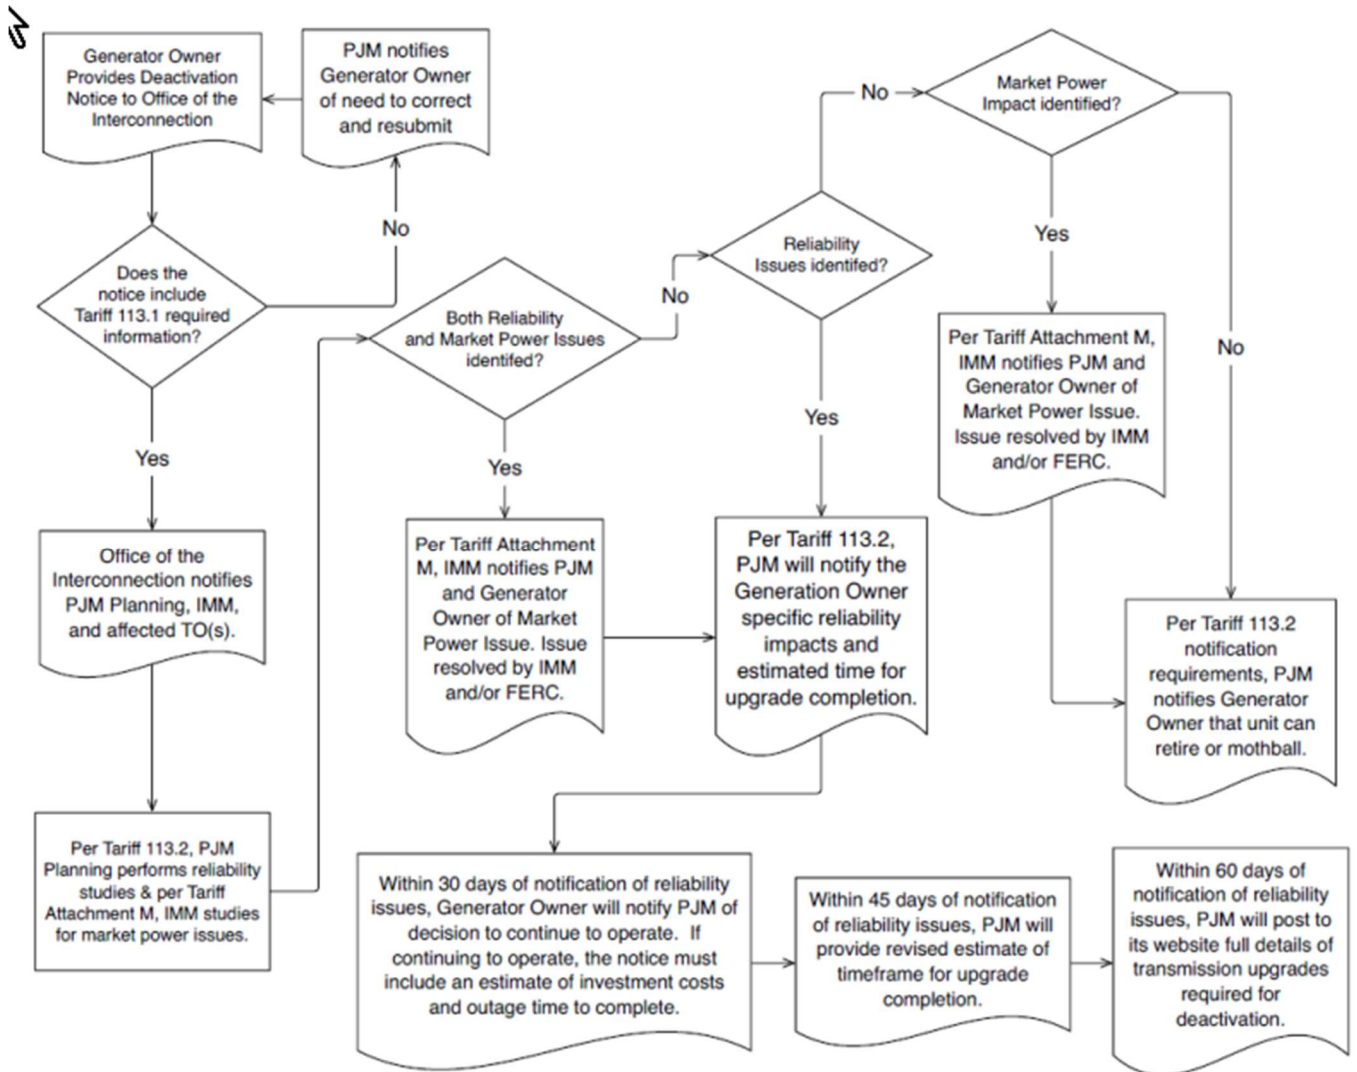 Generator Owner
Provides Deactivation
Notice to Office of the
Interconnection
PJM notifies
Generator Owner
of need to correct
and resubmit
No
Does the
notice include
Tariff 113.1 required
information?
Yes
Office of the
Interconnection notifies
PJM Planning, IMM,
and affected TO(s).
Per Tariff 113.2, PJM
Planning performs reliability
studies & per Tariff
Attachment M, IMM studies
for market power issues.
Both Reliability
and Market Power Issues
identifed?
No
Yes
Per Tariff Attachment
M, IMM notifies PJM
and Generator
Owner of Market
Power Issue. Issue
resolved by IMM
and/or FERC.
Reliability
Issues identifed?
No
Yes
Per Tariff 113.2,
PJM will notify the
Generation Owner
specific reliability
impacts and
estimated time for
upgrade completion.
Market Power
Impact identified?
Yes
No
Per Tariff Attachment M,
IMM notifies PJM and
Generator Owner of
Market Power Issue.
Issue resolved by IMM
and/or FERC.
Per Tariff 113.2
notification
requirements, PJM
notifies Generator
Owner that unit can
retire or mothball.
Within 30 days of notification of reliability
issues, Generator Owner will notify PJM of
decision to continue to operate. If
continuing to operate, the notice must
include an estimate of investment costs
and outage time to complete.
Within 45 days of notification
of reliability issues, PJM will
provide revised estimate of
timeframe for upgrade
completion.
Within 60 days of
notification of reliability
issues, PJM will post to
its website full details of
transmission upgrades
required for
deactivation.